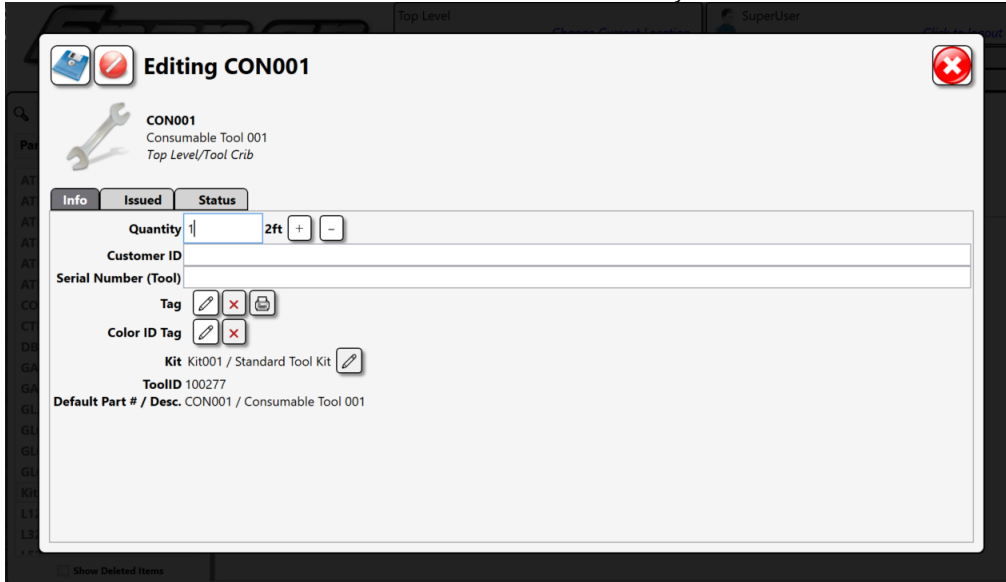 Top Level
SuperUser
Editing CON001
CON001
Consumable Tool 001
Top Level/Tool Crib
Info Issued Status
Quantity 1 2ft + -
Customer ID
Serial Number (Tool)
Tag
Color ID Tag
Kit Kit001 / Standard Tool Kit
ToolID 100277
Default Part # / Desc. CON001 / Consumable Tool 001
Show Deleted Items